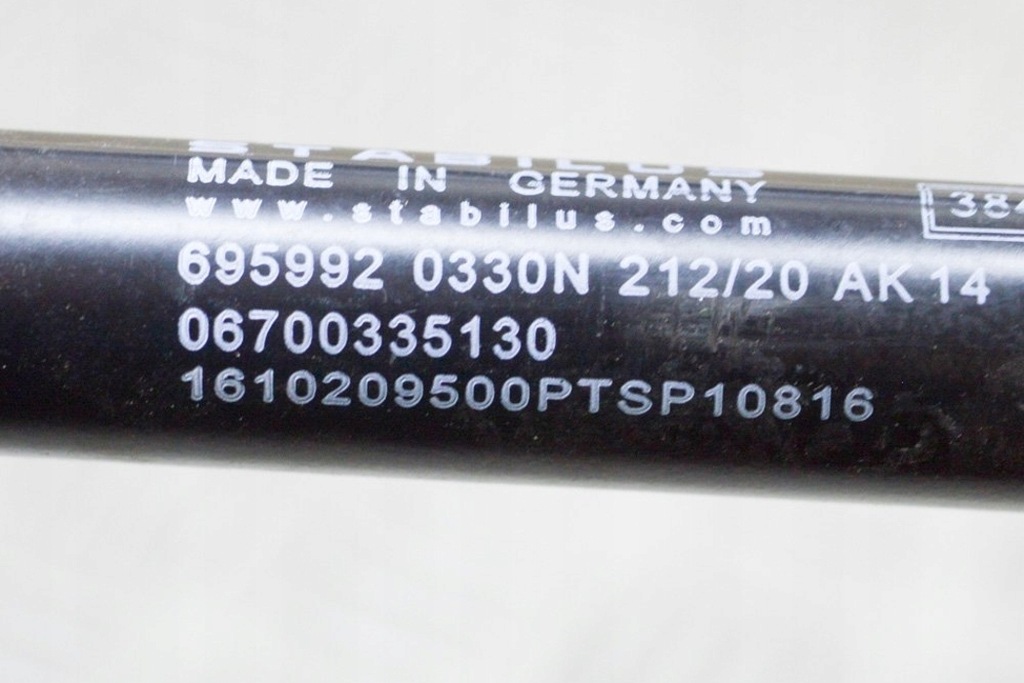 STABILUS
MADE IN GERMANY
www.stabilus.com
695992 0330N 212/20 AK 14
06700335130
1610209500PTSP10816